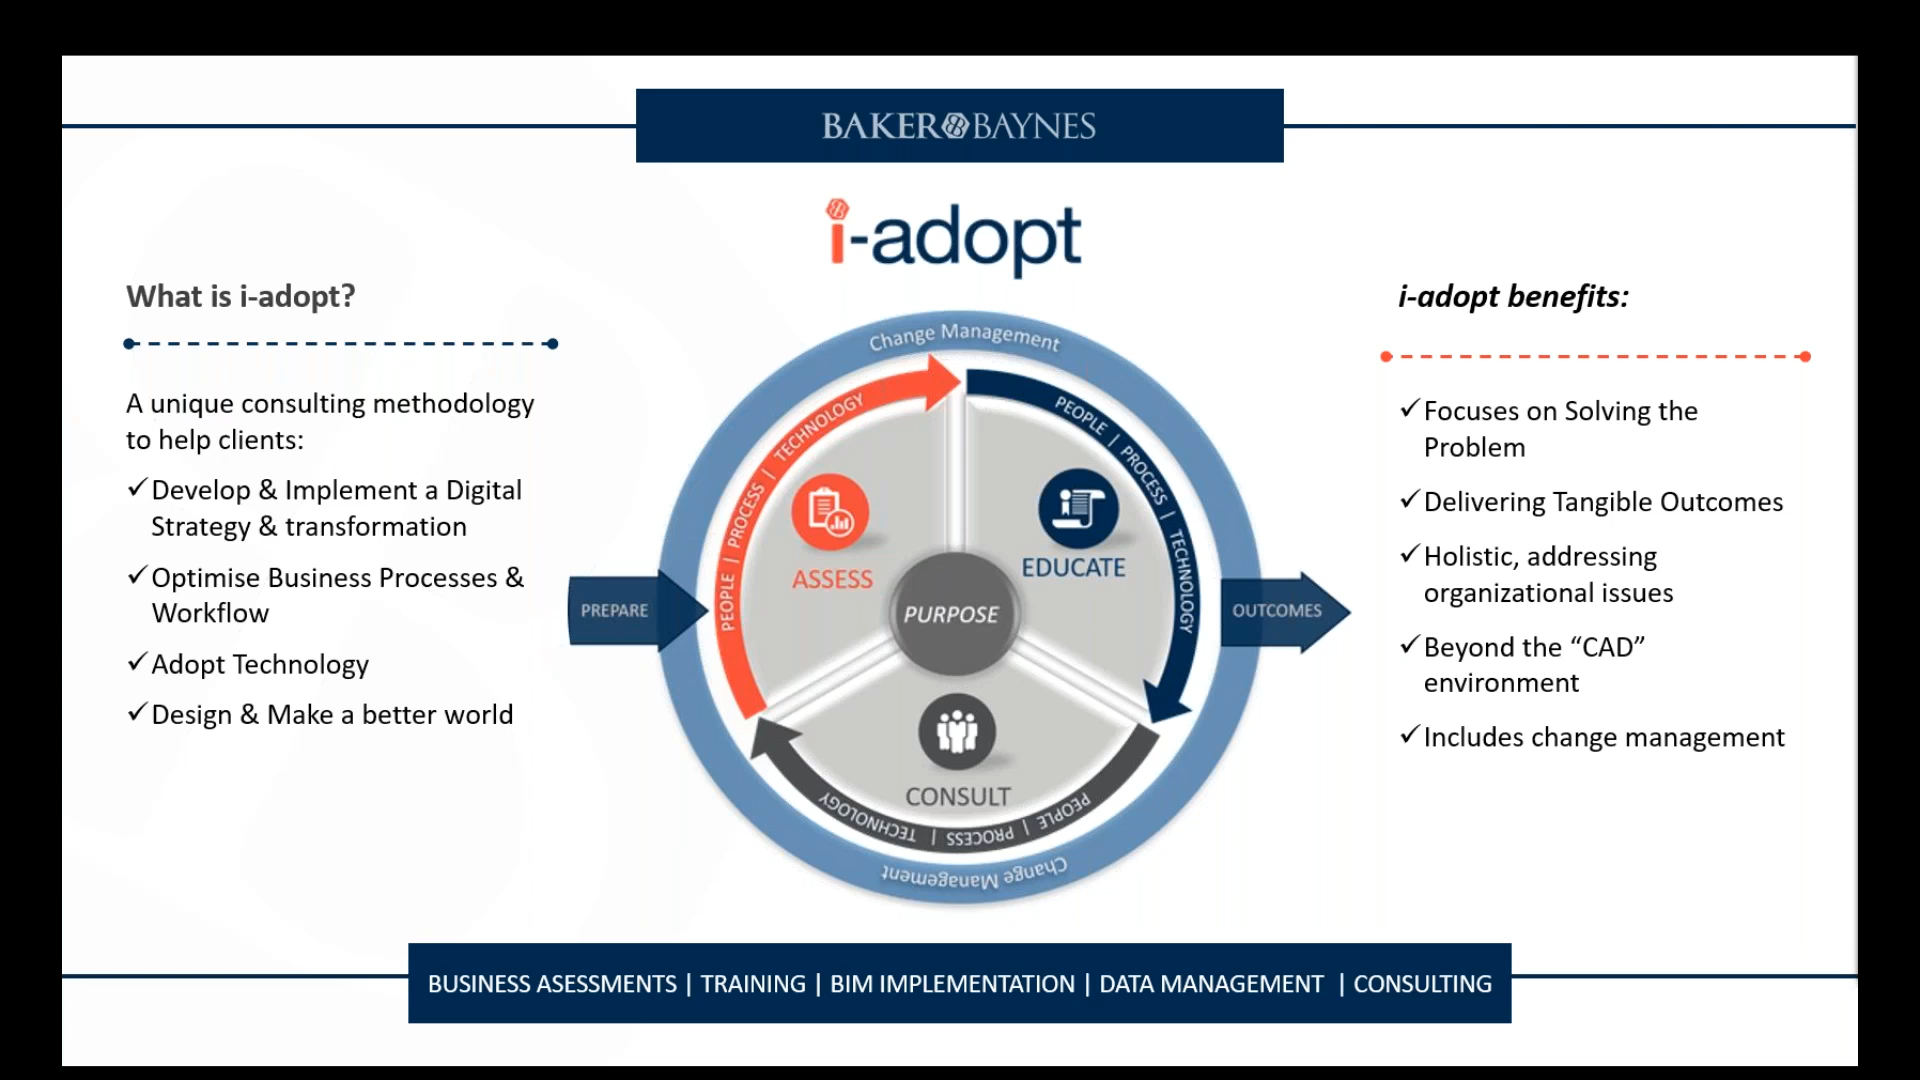 BAKER BAYNES
i-adopt
What is i-adopt?
A unique consulting methodology
to help clients:
✓Develop & Implement a Digital
Strategy & transformation
✓Optimise Business Processes &
Workflow
✓Adopt Technology
✓Design & Make a better world
Change Management
PEOPLE | PROCESS | TECHNOLOGY
PEOPLE | PROCESS | TECHNOLOGY
ASSESS
EDUCATE
PREPARE
PURPOSE
OUTCOMES
CONSULT
PEOPLE | PROCESS | TECHNOLOGY
Change Management
i-adopt benefits:
✓Focuses on Solving the
Problem
✓Delivering Tangible Outcomes
✓Holistic, addressing
organizational issues
✓Beyond the “CAD”
environment
✓Includes change management
BUSINESS ASESSMENTS | TRAINING | BIM IMPLEMENTATION | DATA MANAGEMENT | CONSULTING